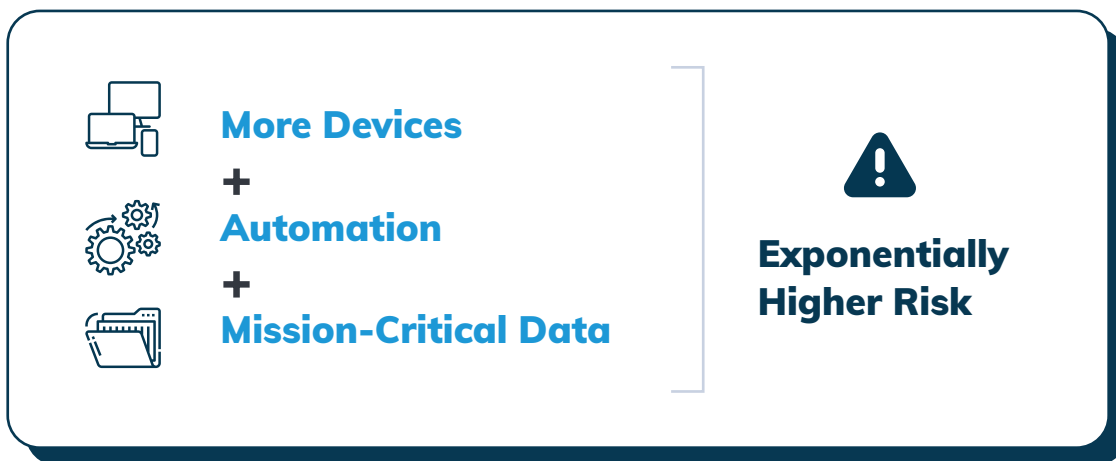 More Devices
+
Automation
+
Mission-Critical Data
Exponentially
Higher Risk